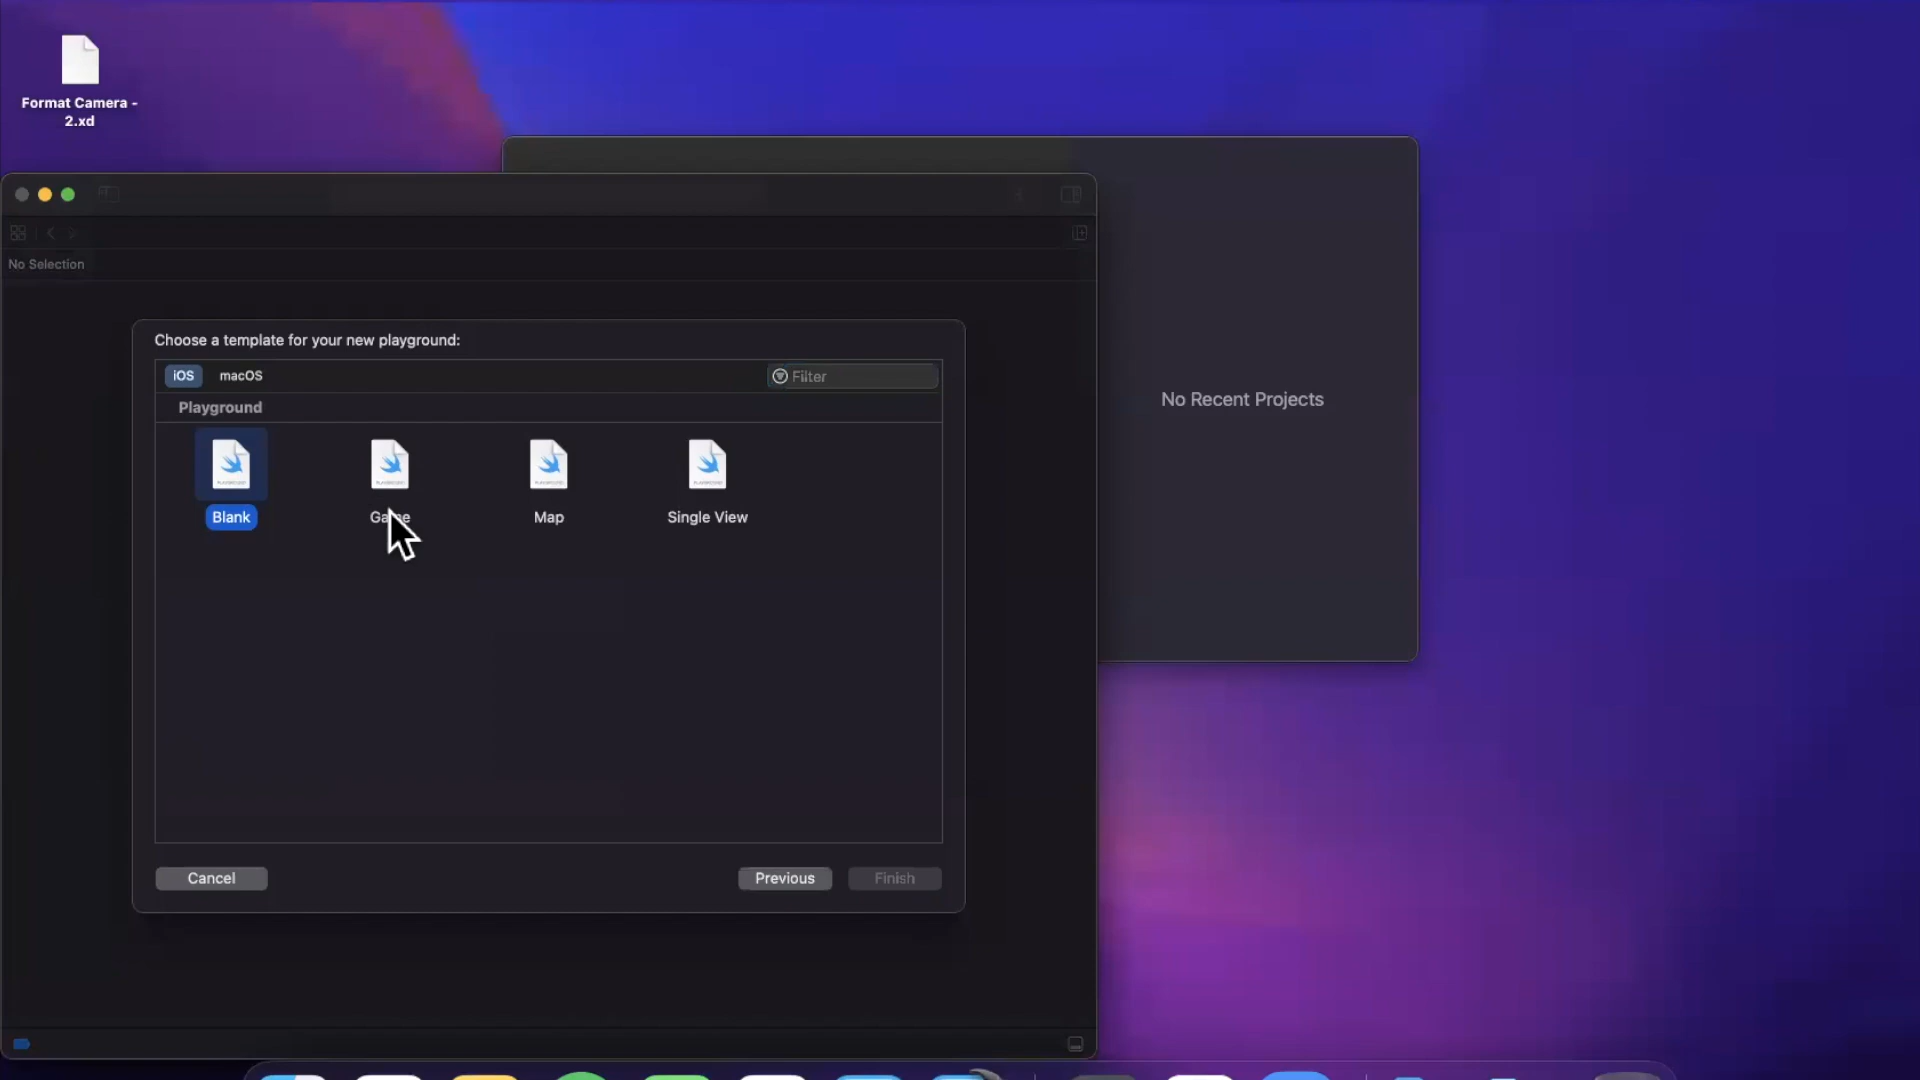 Format Camera -
2.xd
No Selection
Choose a template for your new playground:
iOS
macOS
Filter
Playground
Blank
Game
Map
Single View
Cancel
Previous
Finish
No Recent Projects